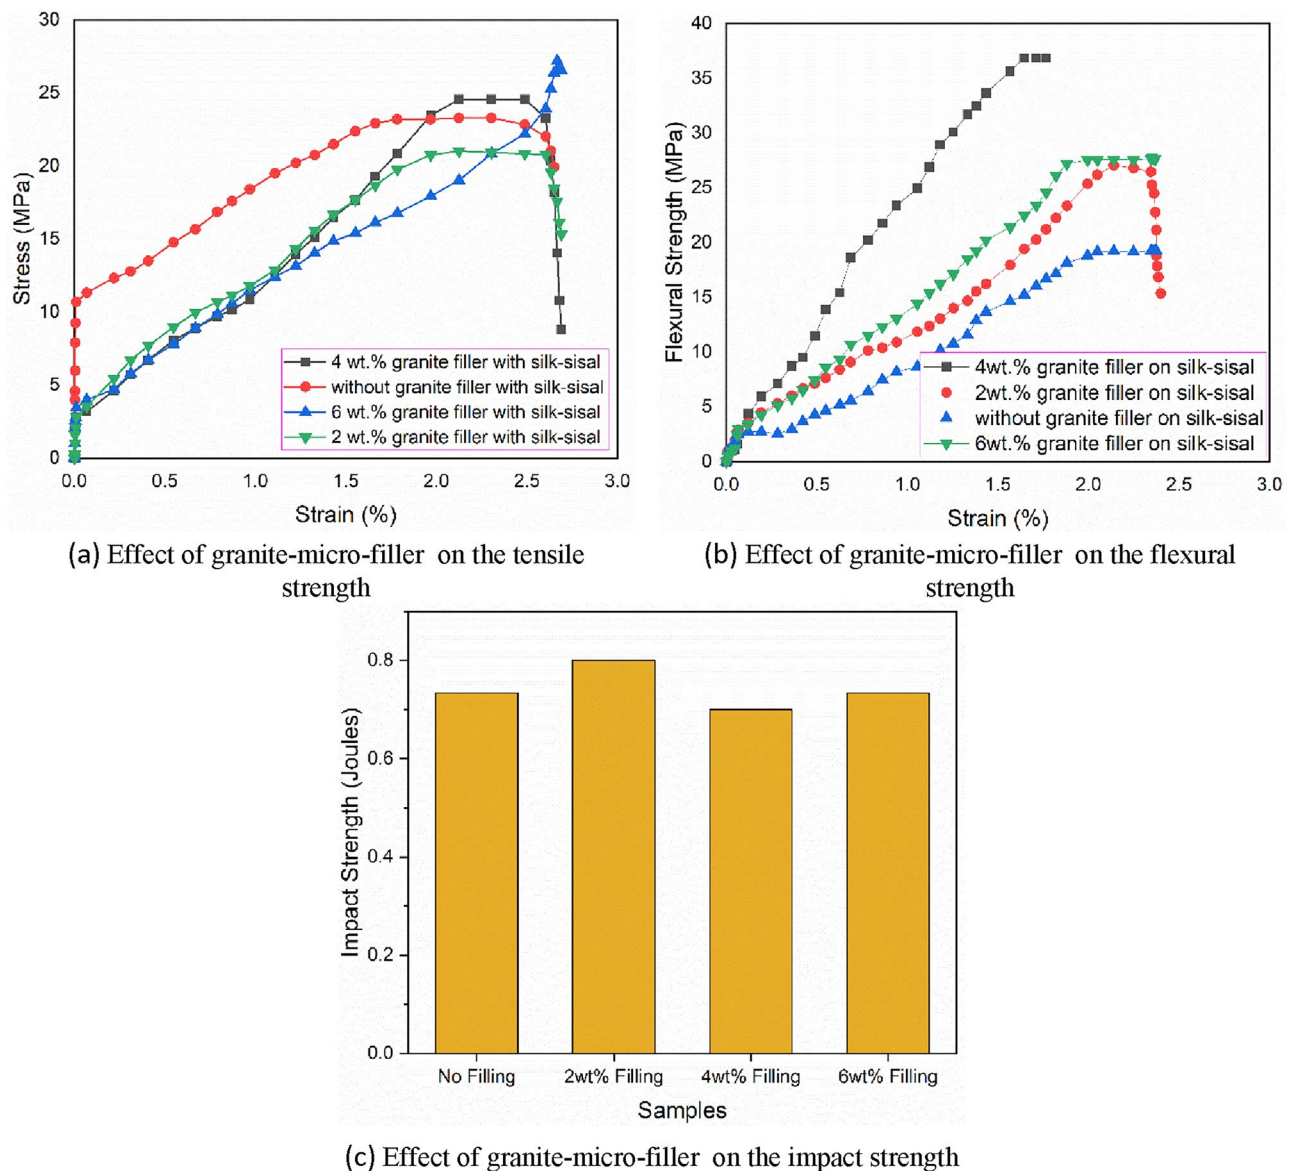 30
25
20
15
10
5
0
Stress (MPa)
4 wt.% granite filler with silk-sisal
without granite filler with silk-sisal
6 wt.% granite filler with silk-sisal
2 wt.% granite filler with silk-sisal
0.0 0.5 1.0 1.5 2.0 2.5 3.0
Strain (%)
(a) Effect of granite-micro-filler on the tensile
strength
40
35
30
25
20
15
10
5
0
Flexural Strength (MPa)
4wt.% granite filler on silk-sisal
2wt.% granite filler on silk-sisal
without granite filler on silk-sisal
6wt.% granite filler on silk-sisal
0.0 0.5 1.0 1.5 2.0 2.5 3.0
Strain (%)
(b) Effect of granite-micro-filler on the flexural
strength
0.8
0.6
0.4
0.2
0.0
Impact Strength (Joules)
No Filling 2wt% Filling 4wt% Filling 6wt% Filling
Samples
(c) Effect of granite-micro-filler on the impact strength